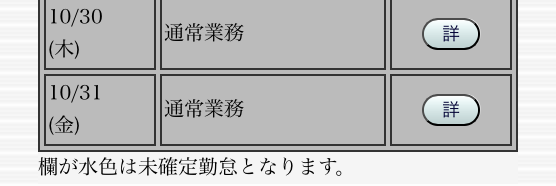 10/30
(木)
通常業務
詳
10/31
(金)
通常業務
詳
欄が水色は未確定勤怠となります。